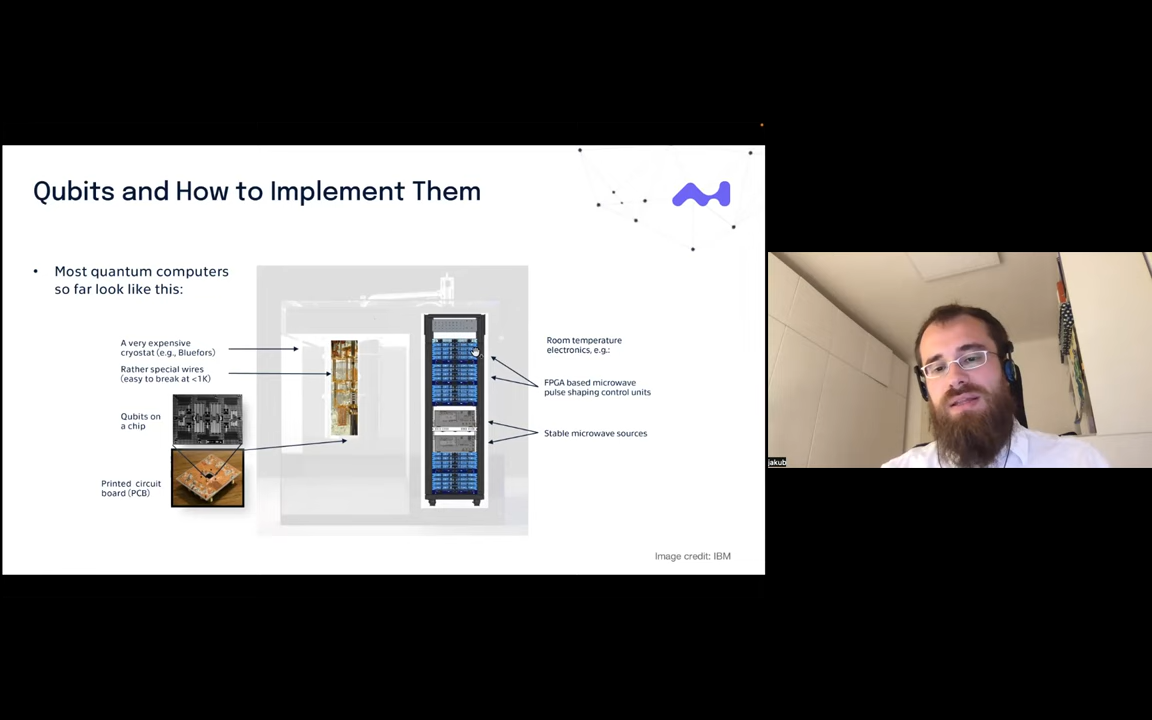 Qubits and How to Implement Them
• Most quantum computers
so far look like this:
A very expensive
cryostat (e.g., Bluefors)
Rather special wires
(easy to break at <1K)
Qubits on
a chip
Printed circuit
board (PCB)
Room temperature
electronics, e.g.:
FPGA based microwave
pulse shaping control units
Stable microwave sources
Image credit: IBM
jakub